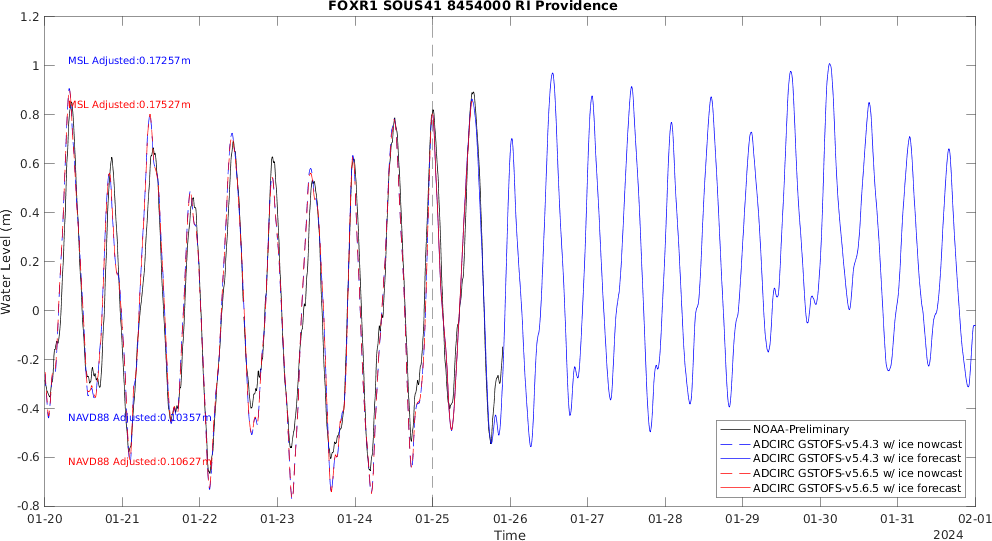 FOXR1 SOUS41 8454000 RI Providence
1.2
1
0.8
0.6
0.4
0.2
0
-0.2
-0.4
-0.6
-0.8
Water Level (m)
MSL Adjusted:0.17257m
MSL Adjusted:0.17527m
NAVD88 Adjusted:0.10357m
NAVD88 Adjusted:0.10627m
NOAA-Preliminary
ADCIRC GSTOFS-v5.4.3 w/ ice nowcast
ADCIRC GSTOFS-v5.4.3 w/ ice forecast
ADCIRC GSTOFS-v5.6.5 w/ ice nowcast
ADCIRC GSTOFS-v5.6.5 w/ ice forecast
01-20 01-21 01-22 01-23 01-24 01-25 01-26 01-27 01-28 01-29 01-30 01-31 02-01
Time
2024